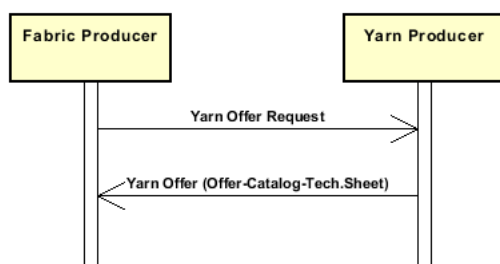 Fabric Producer
Yarn Producer
Yarn Offer Request
Yarn Offer (Offer-Catalog-Tech.Sheet)